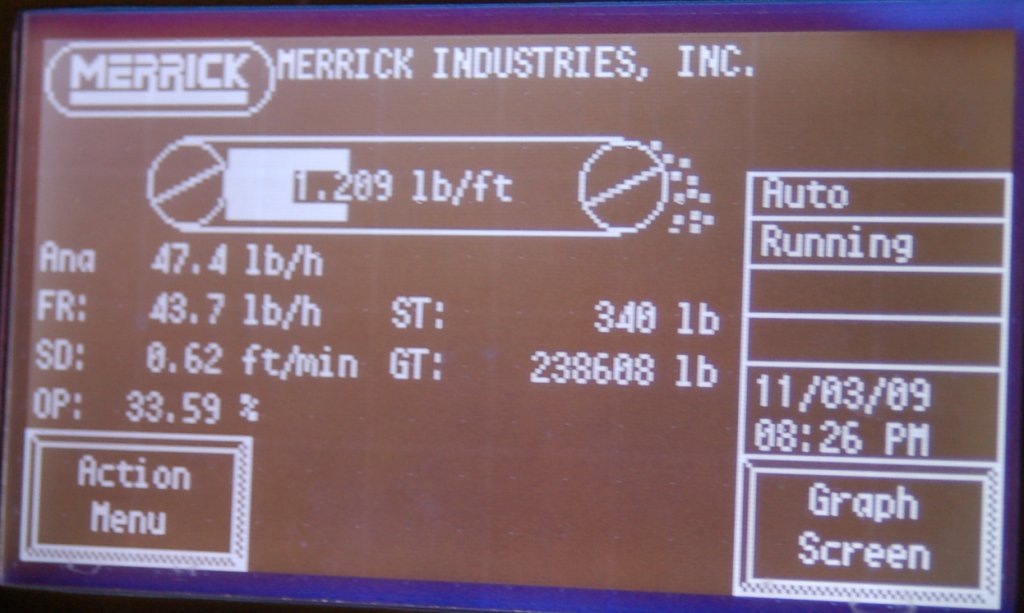 MERRICK MERRICK INDUSTRIES, INC.
1.209 lb/ft
Auto
Running
Ana 47.4 lb/h
FR: 43.7 lb/h ST: 340 lb
SD: 0.62 ft/min GT: 238608 lb
OP: 33.59 %
11/03/09
08:26 PM
Action
Menu
Graph
Screen